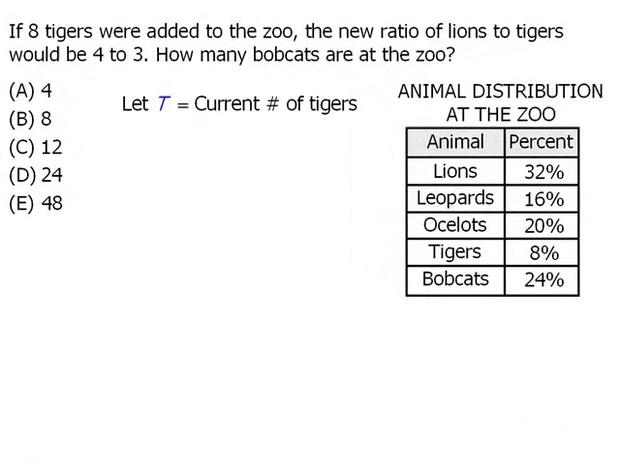 If 8 tigers were added to the zoo, the new ratio of lions to tigers
would be 4 to 3. How many bobcats are at the zoo?
(A) 4
(B) 8
(C) 12
(D) 24
(E) 48
Let T = Current # of tigers
ANIMAL DISTRIBUTION
AT THE ZOO
Animal Percent
Lions 32%
Leopards 16%
Ocelots 20%
Tigers 8%
Bobcats 24%